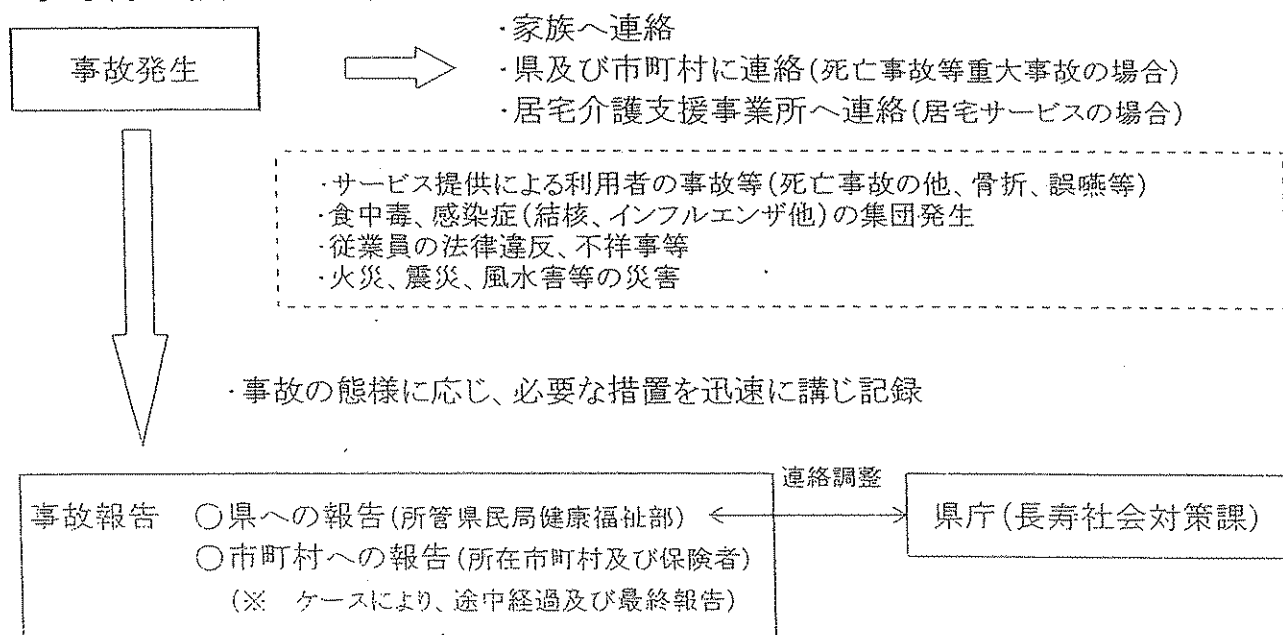 事故発生
・家族へ連絡
・県及び市町村に連絡(死亡事故等重大事故の場合)
・居宅介護支援事業所へ連絡(居宅サービスの場合)
・サービス提供による利用者の事故等(死亡事故の他、骨折、誤嚥等)
・食中毒、感染症(結核、インフルエンザ他)の集団発生
・従業員の法律違反、不祥事等
・火災、震災、風水害等の災害
・事故の態様に応じ、必要な措置を迅速に講じ記録
事故報告 ○県への報告(所管県民局健康福祉部)
○市町村への報告(所在市町村及び保険者)
(※ ケースにより、途中経過及び最終報告)
連絡調整
県庁(長寿社会対策課)